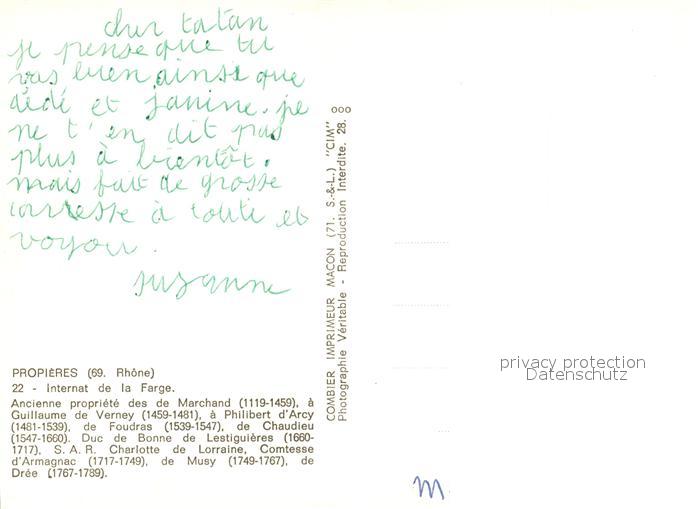 cher tatan
je pense que tu
vas bien ainsi que
dédé et janine. je
ne t'en dit pas
plus à bientôt.
mais fait de grosse
carresse à touti et
voyou.
suzanne
PROPIÈRES (69. Rhône)
22 - Internat de la Farge.
Ancienne propriété des de Marchand (1119-1459), à
Guillaume de Verney (1459-1481), à Philibert d'Arcy
(1481-1539), de Foudras (1539-1547), de Chaudieu
(1547-1660). Duc de Bonne de Lestiguières (1660-
1717), S. A. R. Charlotte de Lorraine, Comtesse
d'Armagnac (1717-1749), de Musy (1749-1767), de
Drée (1767-1789).
COMBIER IMPRIMEUR MACON (71. S.-&-L.) "CIM" ooo
Photographie Véritable - Reproduction Interdite. 28.
privacy protection
Datenschutz
m